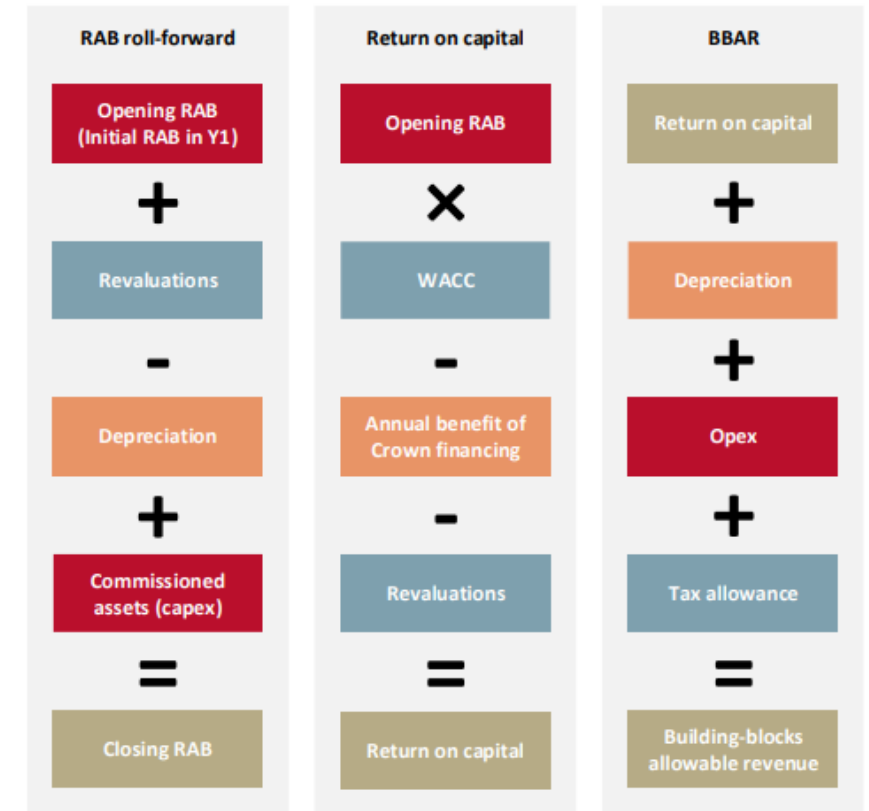 RAB roll-forward
Opening RAB
(Initial RAB in Y1)
+
Revaluations
-
Depreciation
+
Commissioned
assets (capex)
=
Closing RAB
Return on capital
Opening RAB
×
WACC
-
Annual benefit of
Crown financing
-
Revaluations
=
Return on capital
BBAR
Return on capital
+
Depreciation
+
Opex
+
Tax allowance
=
Building-blocks
allowable revenue